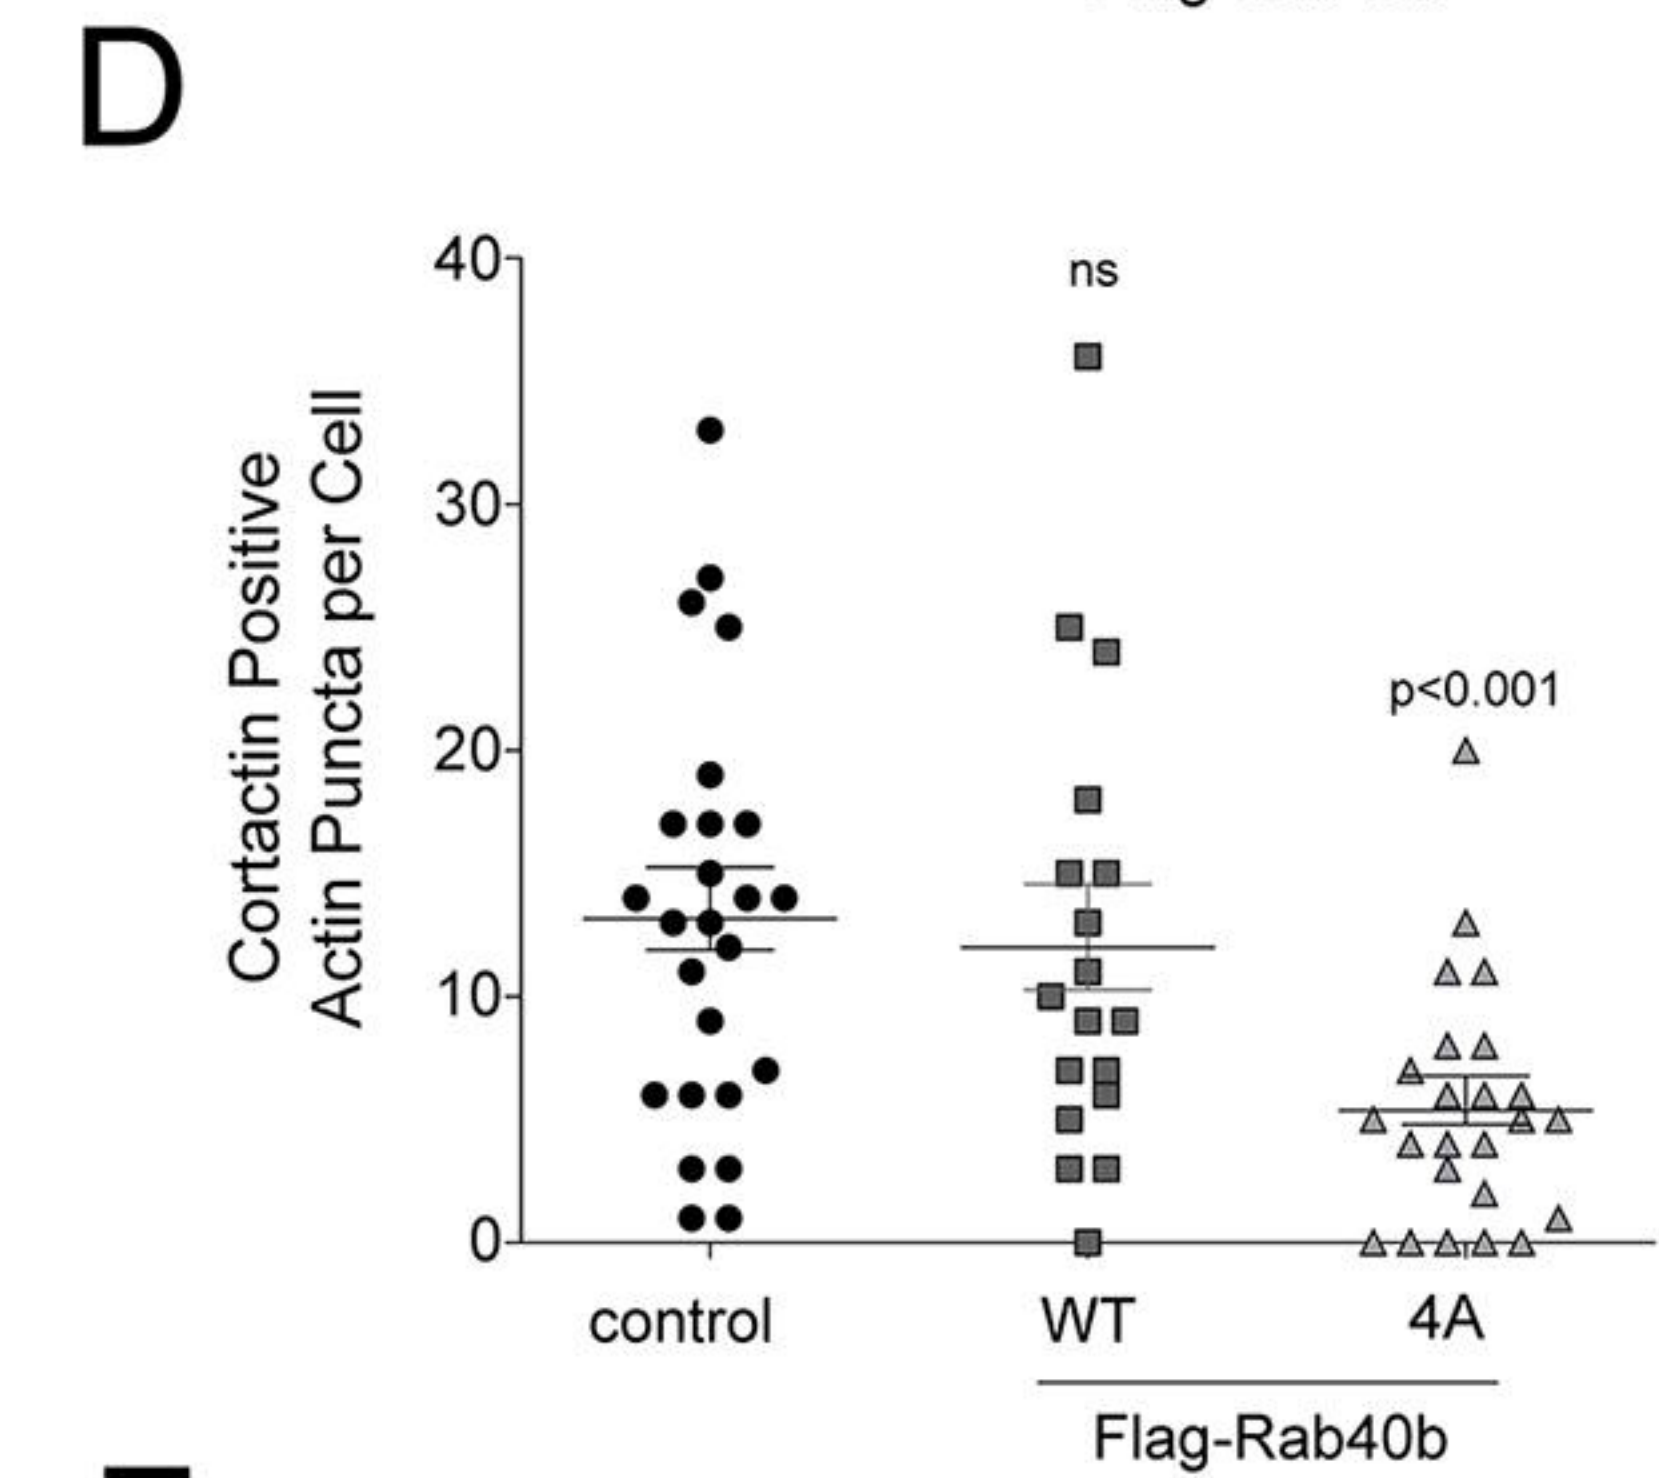 D
Cortactin Positive
Actin Puncta per Cell
40
30
20
10
0
ns
p<0.001
control
WT
4A
Flag-Rab40b